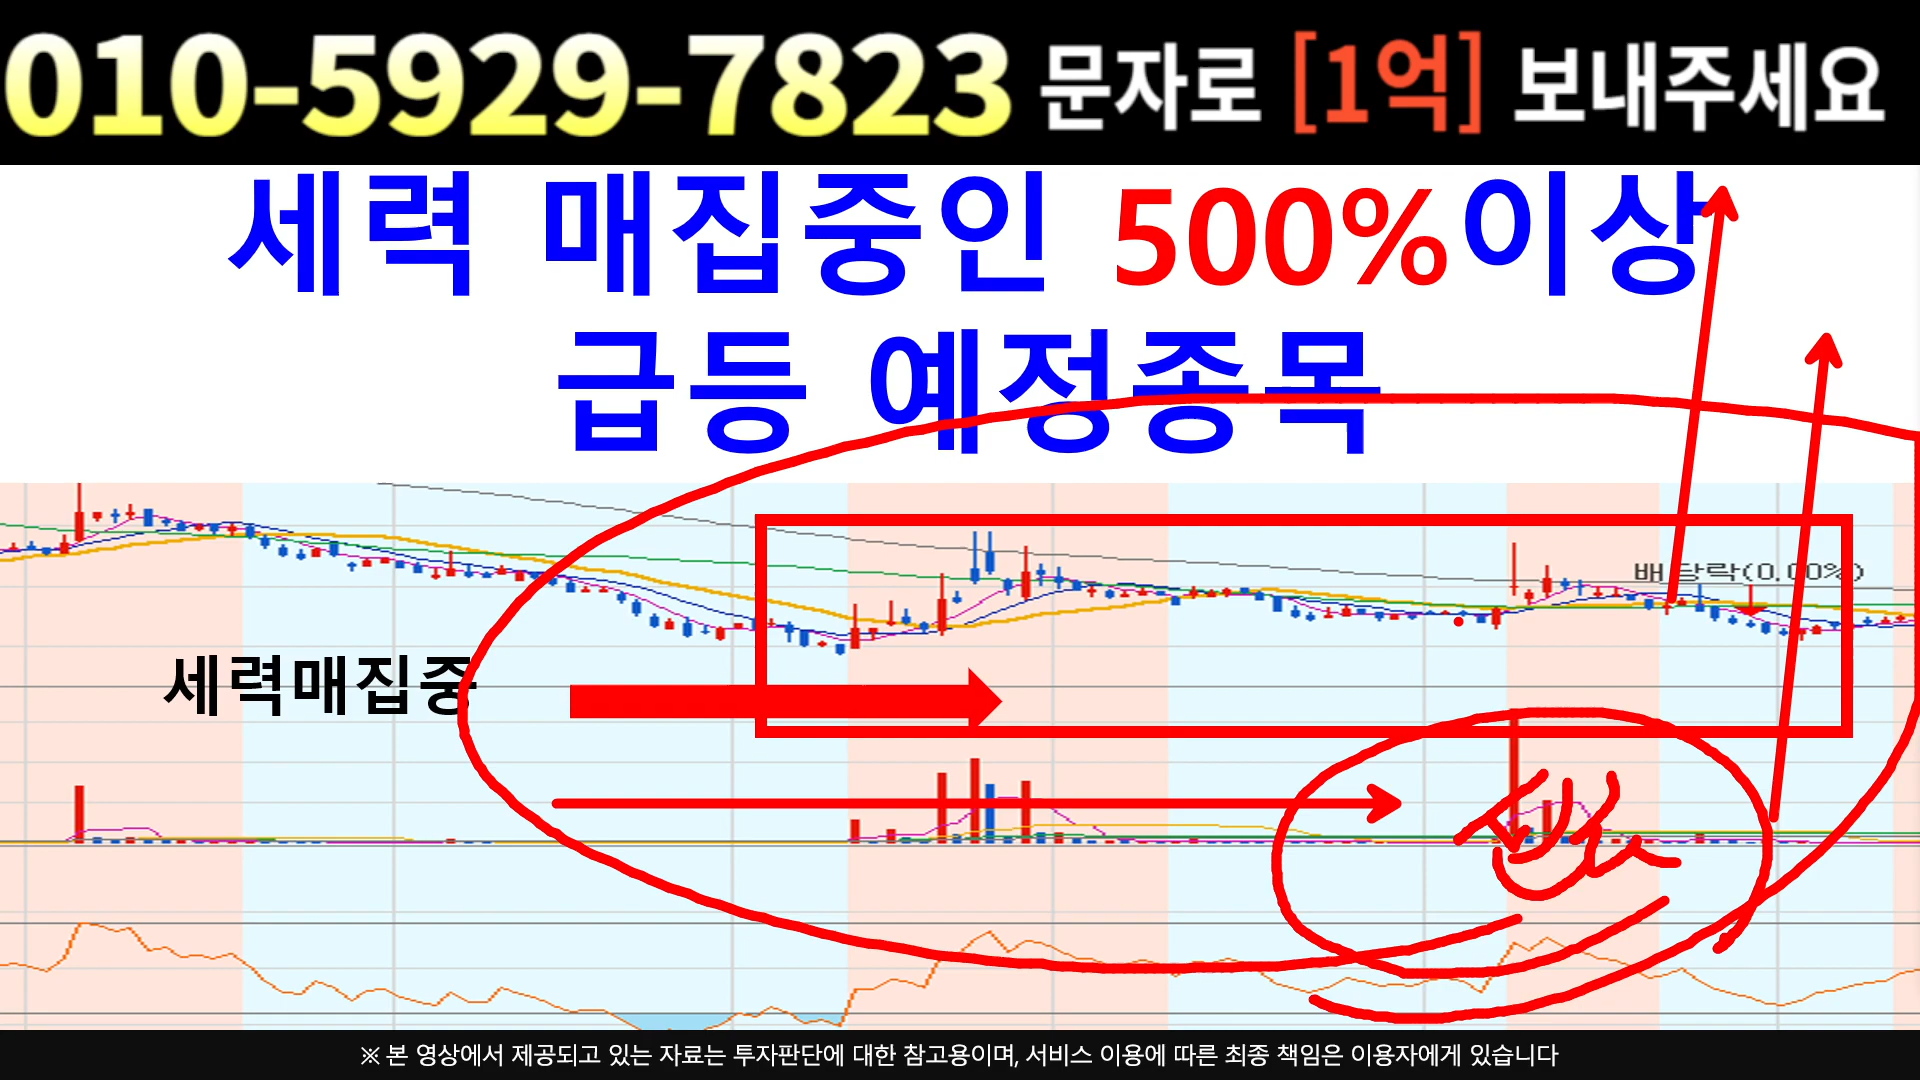 010-5929-7823 문자로 [1억] 보내주세요
세력 매집중인 500%이상
급등 예정종목
배당락(0.00%)
세력매집중
※ 본 영상에서 제공되고 있는 자료는 투자판단에 대한 참고용이며, 서비스 이용에 따른 최종 책임은 이용자에게 있습니다